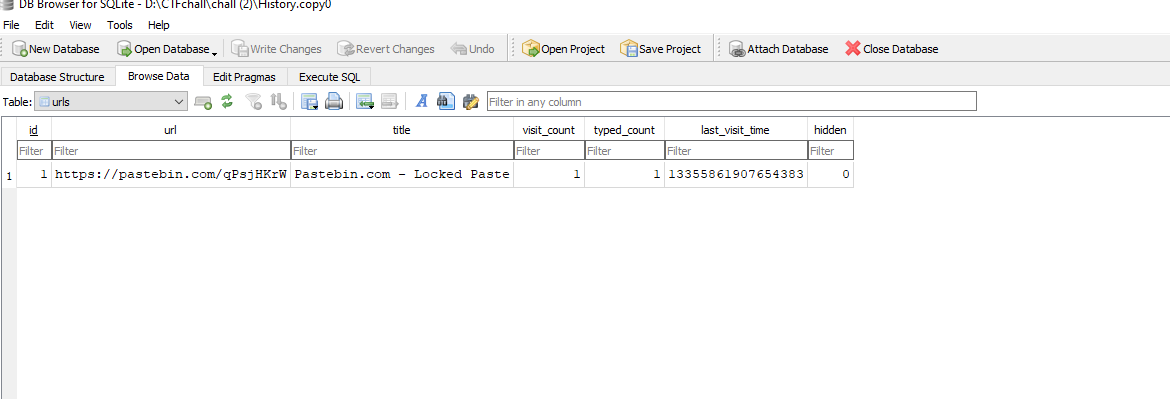 DB Browser for SQLite - D:\CTFchall\chall (2)\History.copy0
File Edit View Tools Help
New Database Open Database Write Changes Revert Changes Undo Open Project Save Project Attach Database Close Database
Database Structure Browse Data Edit Pragmas Execute SQL
Table: urls Filter in any column
id url title visit_count typed_count last_visit_time hidden
Filter Filter Filter Filter Filter Filter Filter
1 1 https://pastebin.com/qPsjHKrW Pastebin.com - Locked Paste 1 1 13355861907654383 0